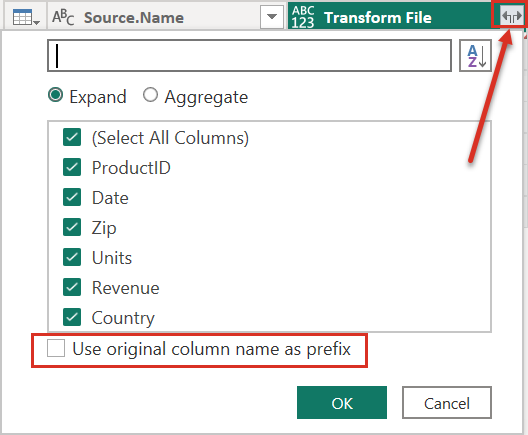 ABC Source.Name ABC 123 Transform File
A Z
Expand Aggregate
(Select All Columns)
ProductID
Date
Zip
Units
Revenue
Country
Use original column name as prefix
OK Cancel